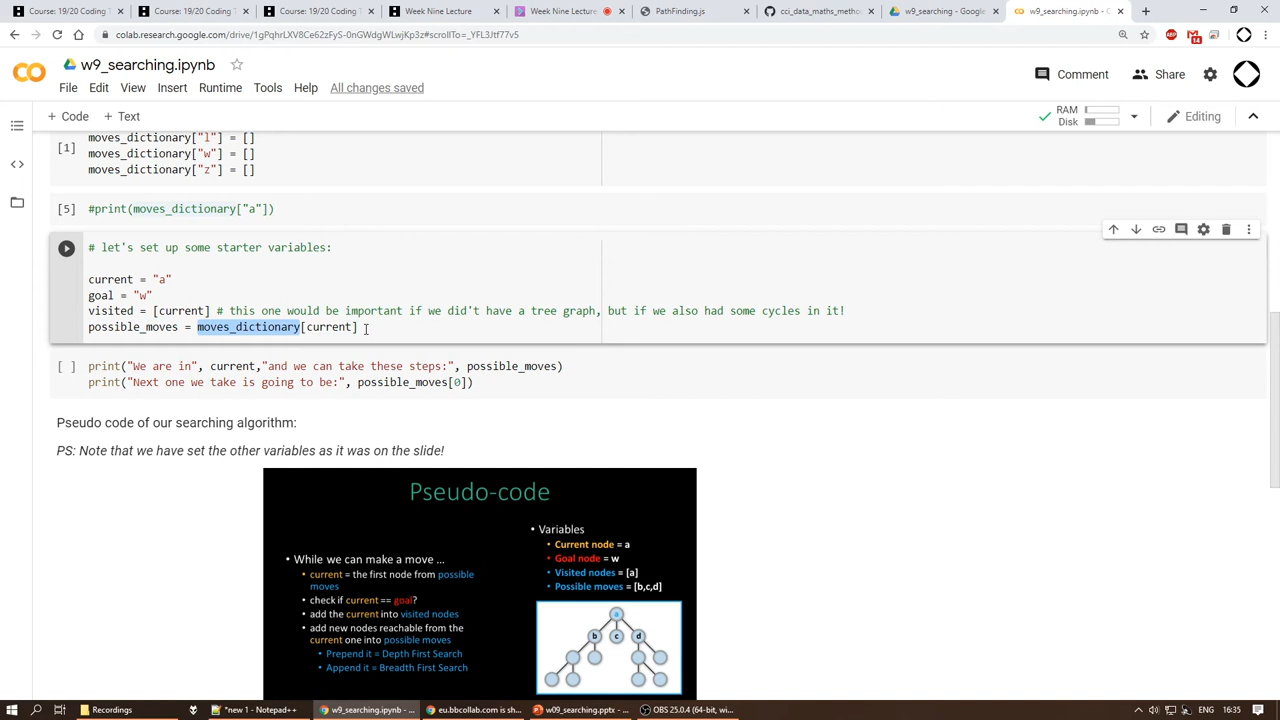 Course: 19/20 Coding T
Course: 19/20 Coding T
Course: 19/20 Coding T
Week Nine Lecture
Week Nine Lecture
PathFinding.js
cci_data_maths_metho
w9_searching - Google
w9_searching.ipynb - C
colab.research.google.com/drive/1gPqhrLXV8Ce62zFyS-0nGWdgWLwjKp3z#scrollTo=_YFL3Jtf77v5
14
w9_searching.ipynb
Comment
Share
File Edit View Insert Runtime Tools Help All changes saved
+ Code + Text
RAM
Disk
Editing
moves_dictionary["l"] = []
[1] moves_dictionary["w"] = []
moves_dictionary["z"] = []
[5] #print(moves_dictionary["a"])
# let's set up some starter variables:
current = "a"
goal = "w"
visited = [current] # this one would be important if we did't have a tree graph, but if we also had some cycles in it!
possible_moves = moves_dictionary[current]
[ ] print("We are in", current,"and we can take these steps:", possible_moves)
print("Next one we take is going to be:", possible_moves[0])
Pseudo code of our searching algorithm:
PS: Note that we have set the other variables as it was on the slide!
Pseudo-code
• While we can make a move …
• current = the first node from possible
moves
• check if current == goal?
• add the current into visited nodes
• add new nodes reachable from the
current one into possible moves
• Prepend it = Depth First Search
• Append it = Breadth First Search
• Variables
• Current node = a
• Goal node = w
• Visited nodes = [a]
• Possible moves = [b,c,d]
a
b c d
Recordings
*new 1 - Notepad++
w9_searching.ipynb - ...
eu.bbcollab.com is sh...
w09_searching.pptx - ...
OBS 25.0.4 (64-bit, wi...
ENG
16:35